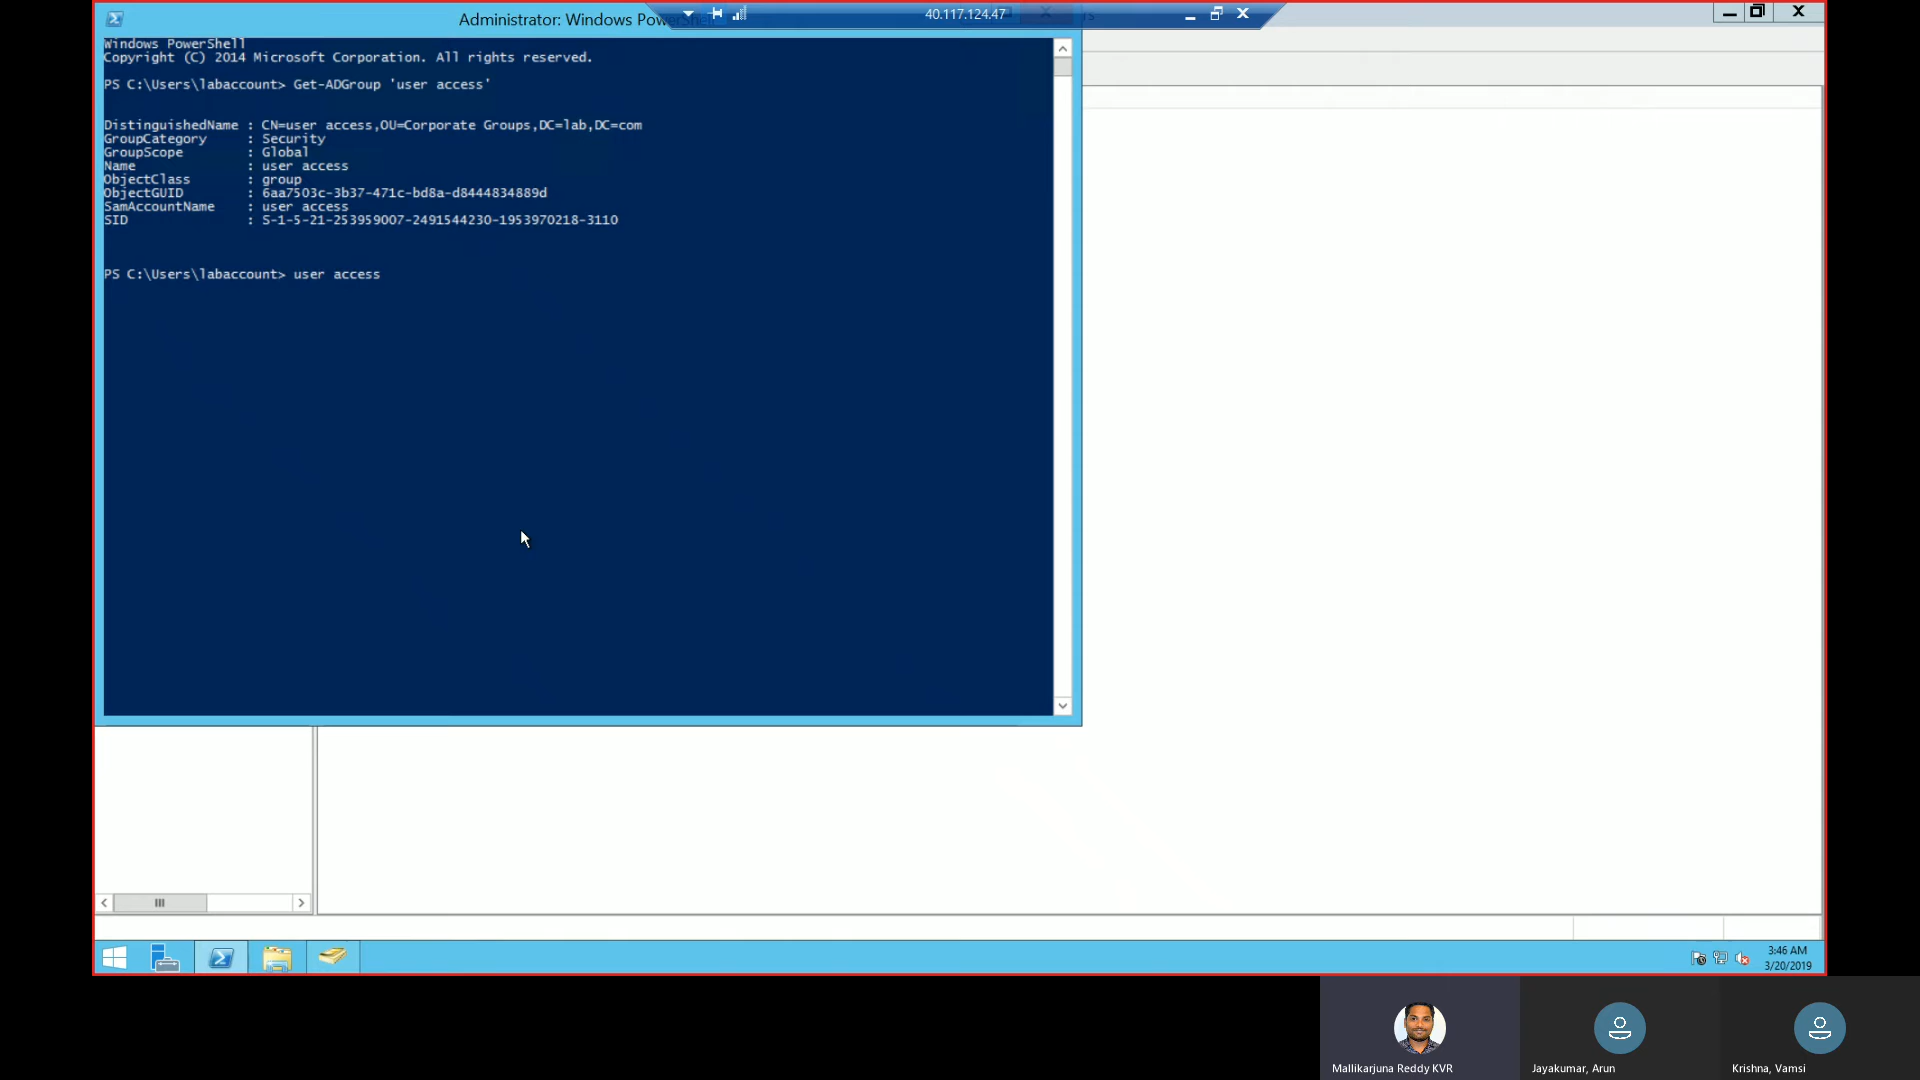 Administrator: Windows PowerShell
40.117.124.47
Windows PowerShell
Copyright (C) 2014 Microsoft Corporation. All rights reserved.
PS C:\Users\labaccount> Get-ADGroup 'user access'
DistinguishedName : CN=user access,OU=Corporate Groups,DC=lab,DC=com
GroupCategory : Security
GroupScope : Global
Name : user access
ObjectClass : group
ObjectGUID : 6aa7503c-3b37-471c-bd8a-d8444834889d
SamAccountName : user access
SID : S-1-5-21-253959007-2491544230-1953970218-3110
PS C:\Users\labaccount> user access
3:46 AM
3/20/2019
Mallikarjuna Reddy KVR
Jayakumar, Arun
Krishna, Vamsi